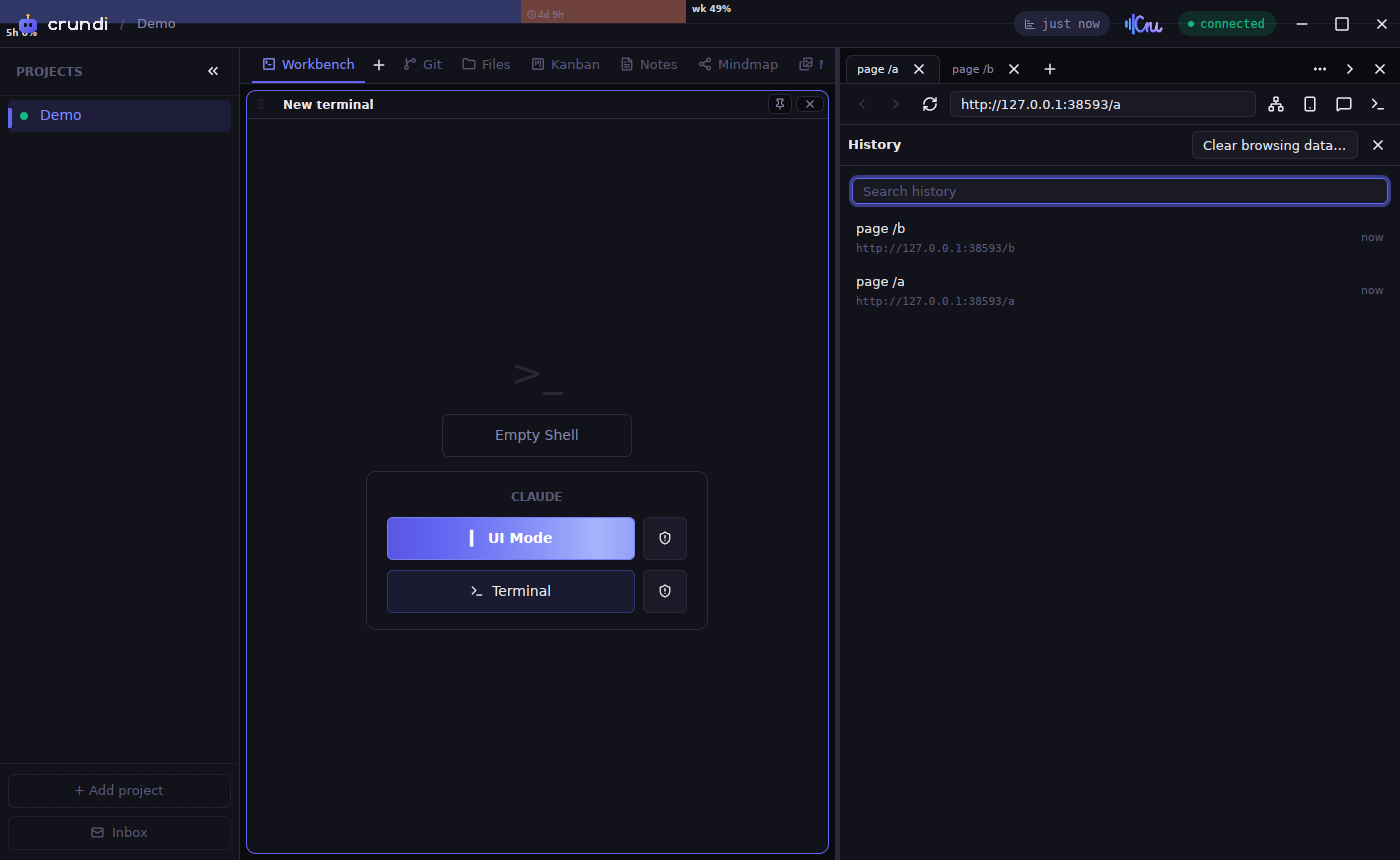 4d 9h
wk 49%
5h 0%
crundi / Demo
just now
Cru
connected
PROJECTS
Demo
+ Add project
Inbox
Workbench
Git
Files
Kanban
Notes
Mindmap
New terminal
>_
Empty Shell
CLAUDE
UI Mode
Terminal
page /a
page /b
http://127.0.0.1:38593/a
History
Clear browsing data...
Search history
page /b
http://127.0.0.1:38593/b
now
page /a
http://127.0.0.1:38593/a
now